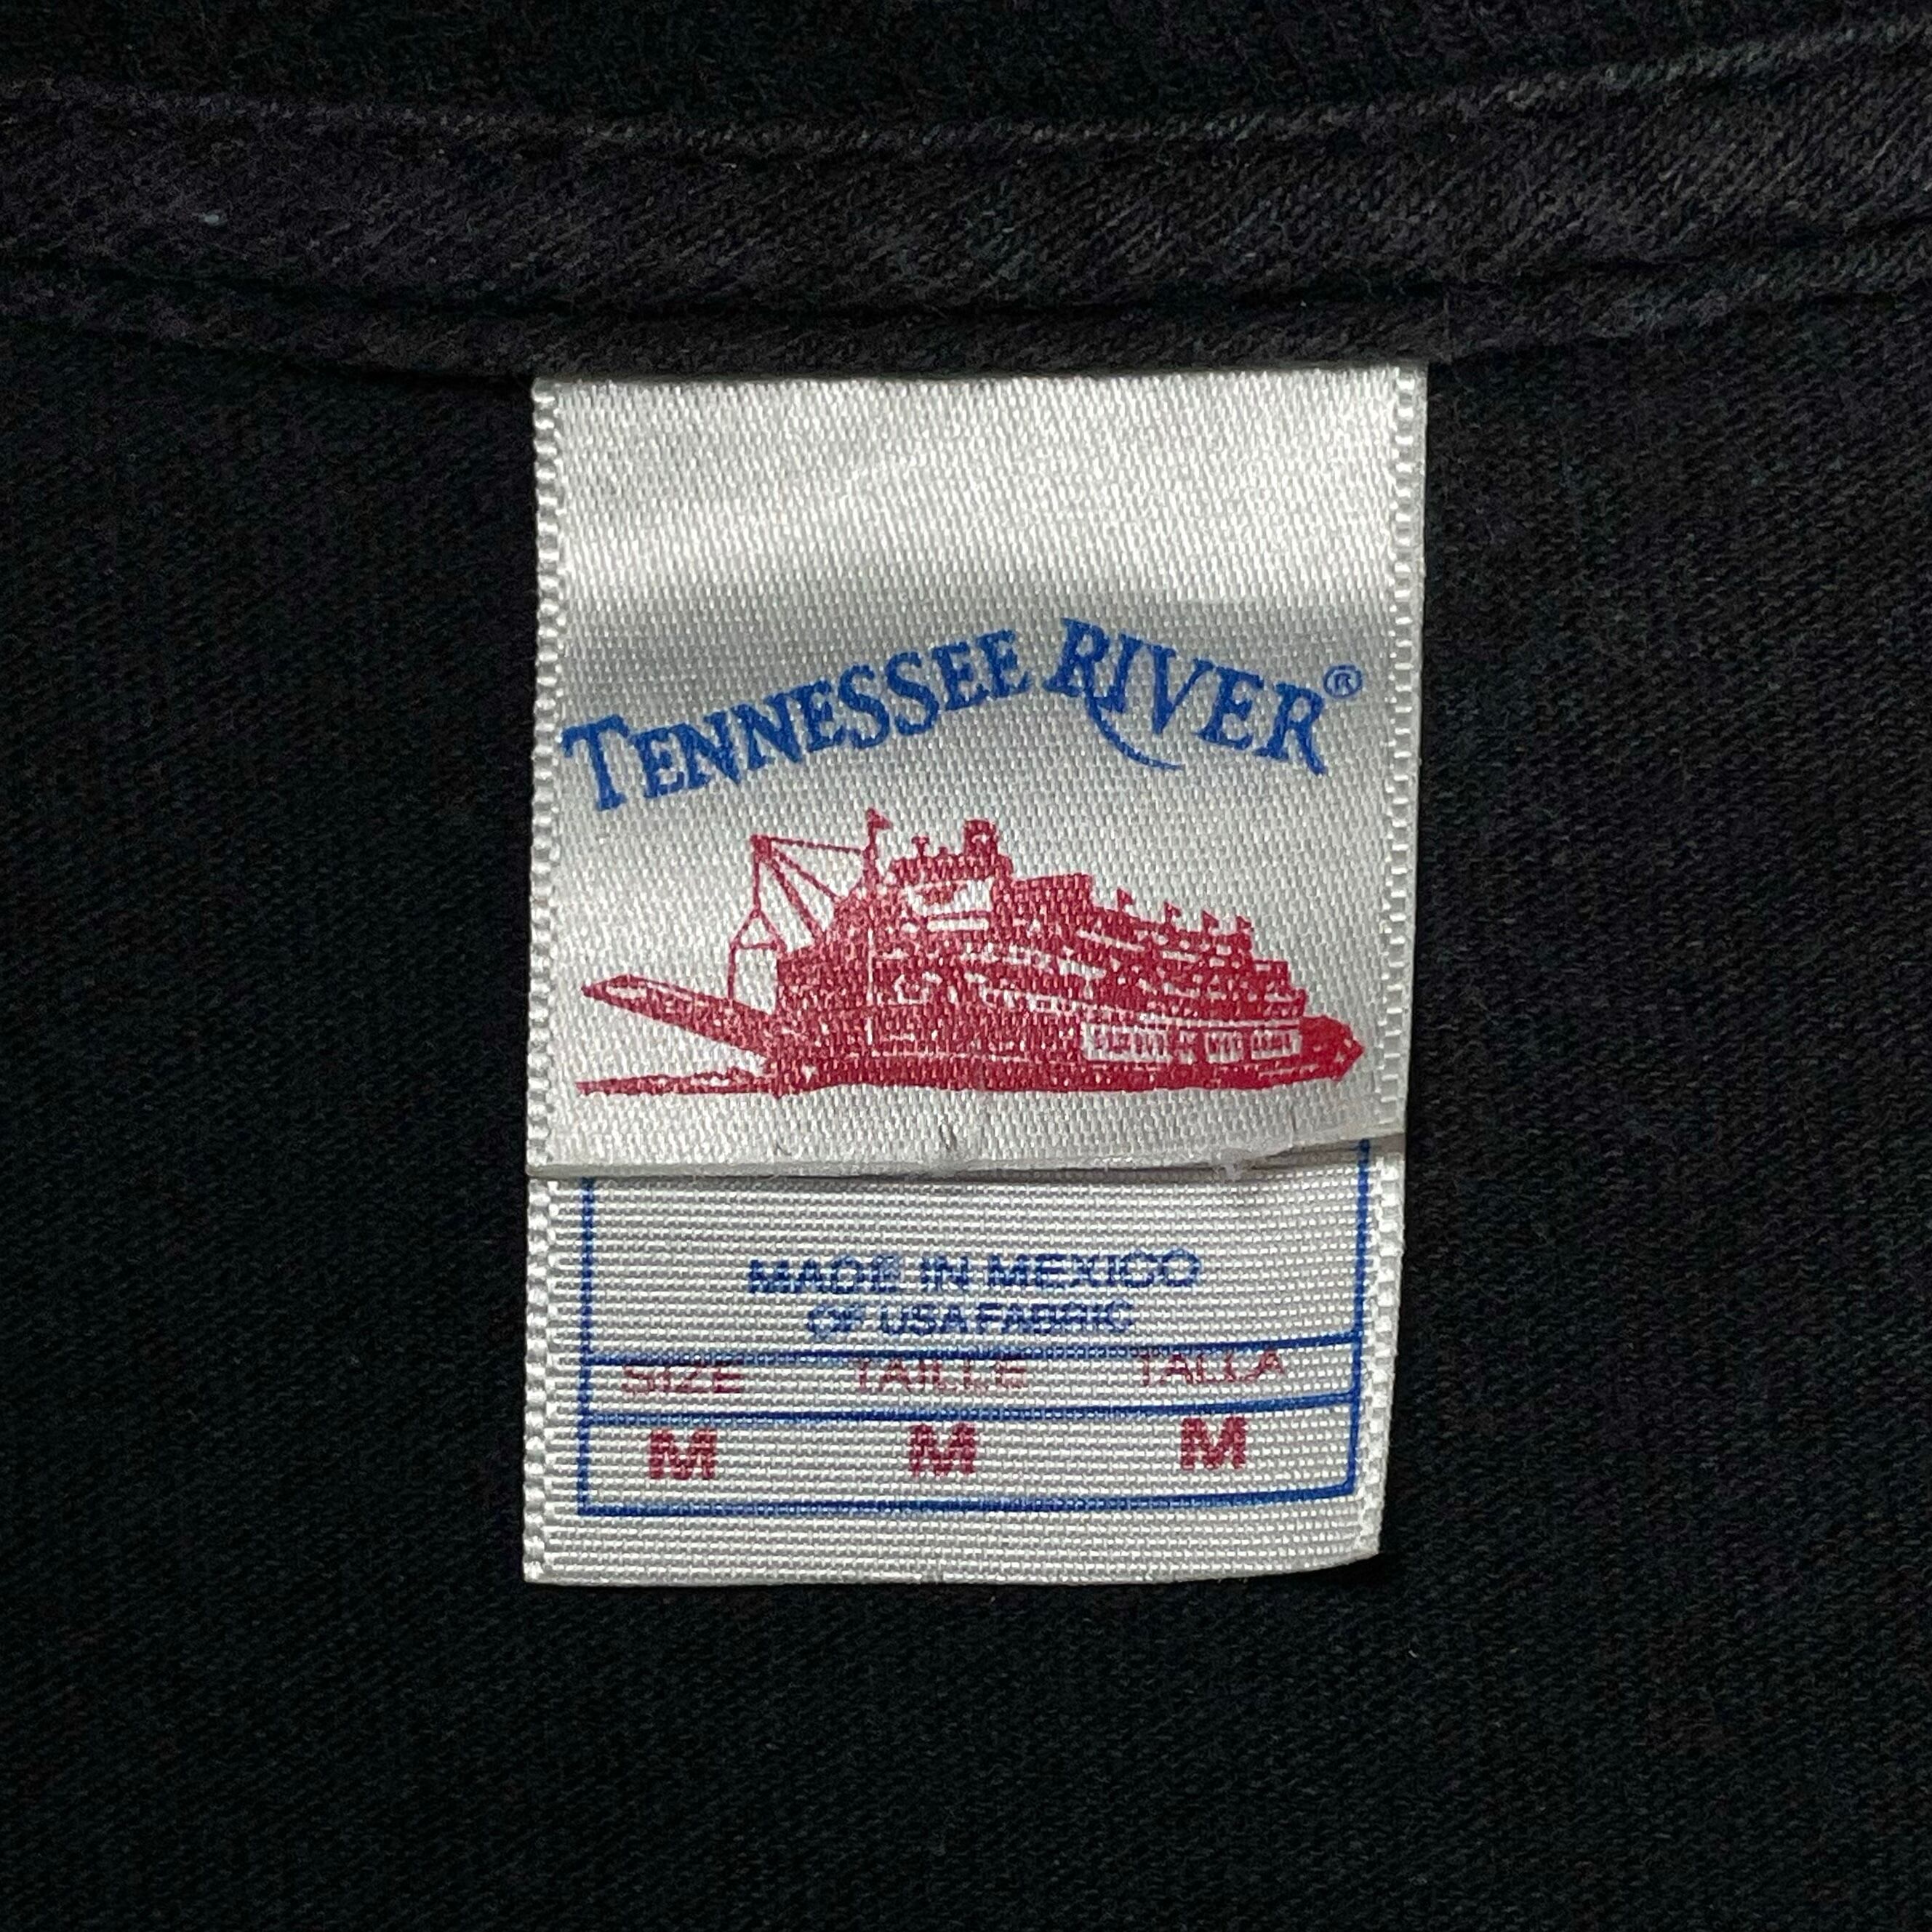 TENNESSEE RIVER®
MADE IN MEXICO
OF USA FABRIC
SIZE TAILLE TALLA
M M M